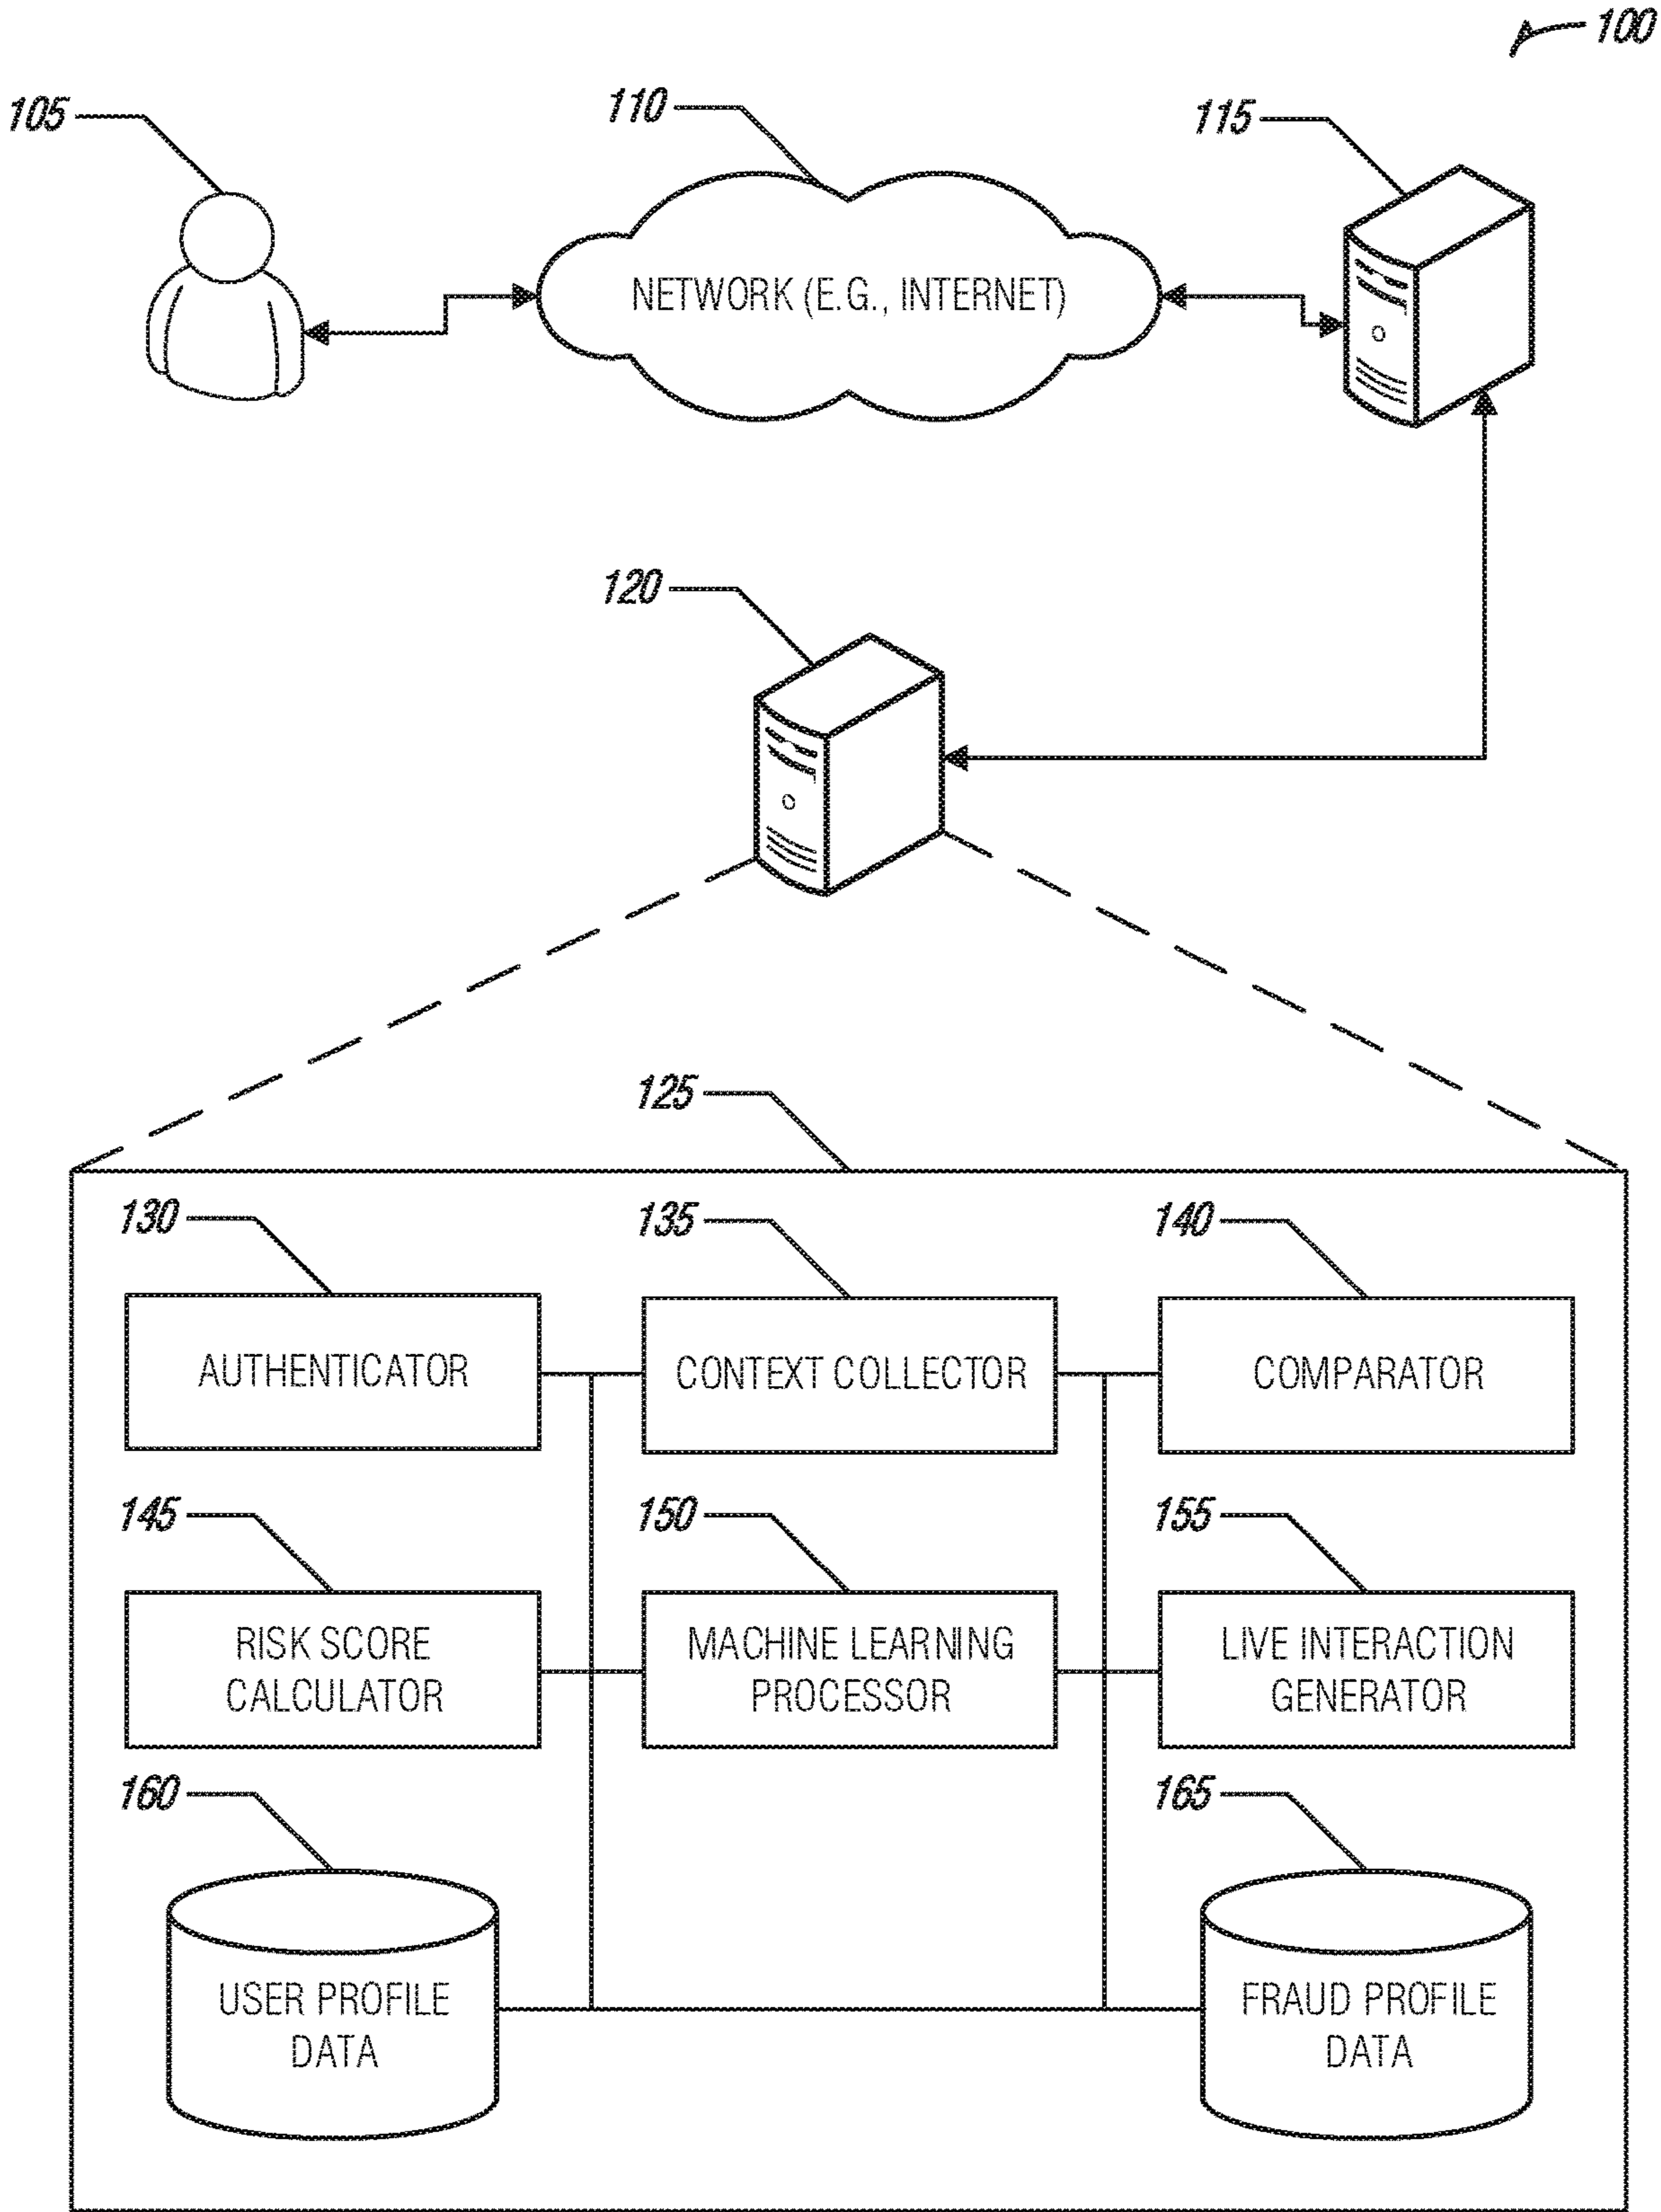 100
105
110
115
NETWORK (E.G., INTERNET)
120
125
130
135
140
AUTHENTICATOR
CONTEXT COLLECTOR
COMPARATOR
145
150
155
RISK SCORE
CALCULATOR
MACHINE LEARNING
PROCESSOR
LIVE INTERACTION
GENERATOR
160
165
USER PROFILE
DATA
FRAUD PROFILE
DATA